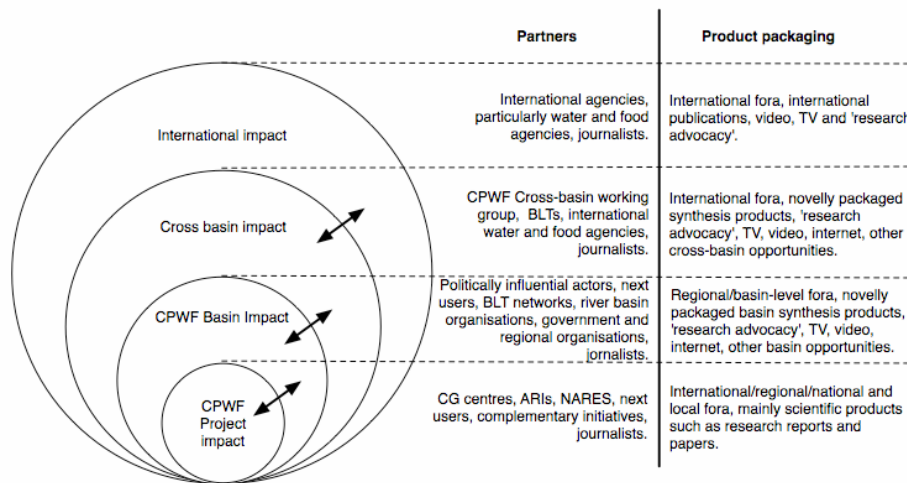 Partners
Product packaging
International impact
International agencies,
particularly water and food
agencies, journalists.
International fora, international
publications, video, TV and 'research
advocacy'.
Cross basin impact
CPWF Cross-basin working
group, BLTs, international
water and food agencies,
journalists.
International fora, novelly packaged
synthesis products, 'research
advocacy', TV, video, internet, other
cross-basin opportunities.
CPWF Basin Impact
Politically influential actors, next
users, BLT networks, river basin
organisations, government and
regional organisations,
jornalists.
Regional/basin-level fora, novelly
packaged basin synthesis products,
'research advocacy', TV, video,
internet, other basin opportunities.
CPWF
Project
impact
CG centres, ARIs, NARES, next
users, complementary initiatives,
journalists.
International/regional/national and
local fora, mainly scientific products
such as research reports and
papers.